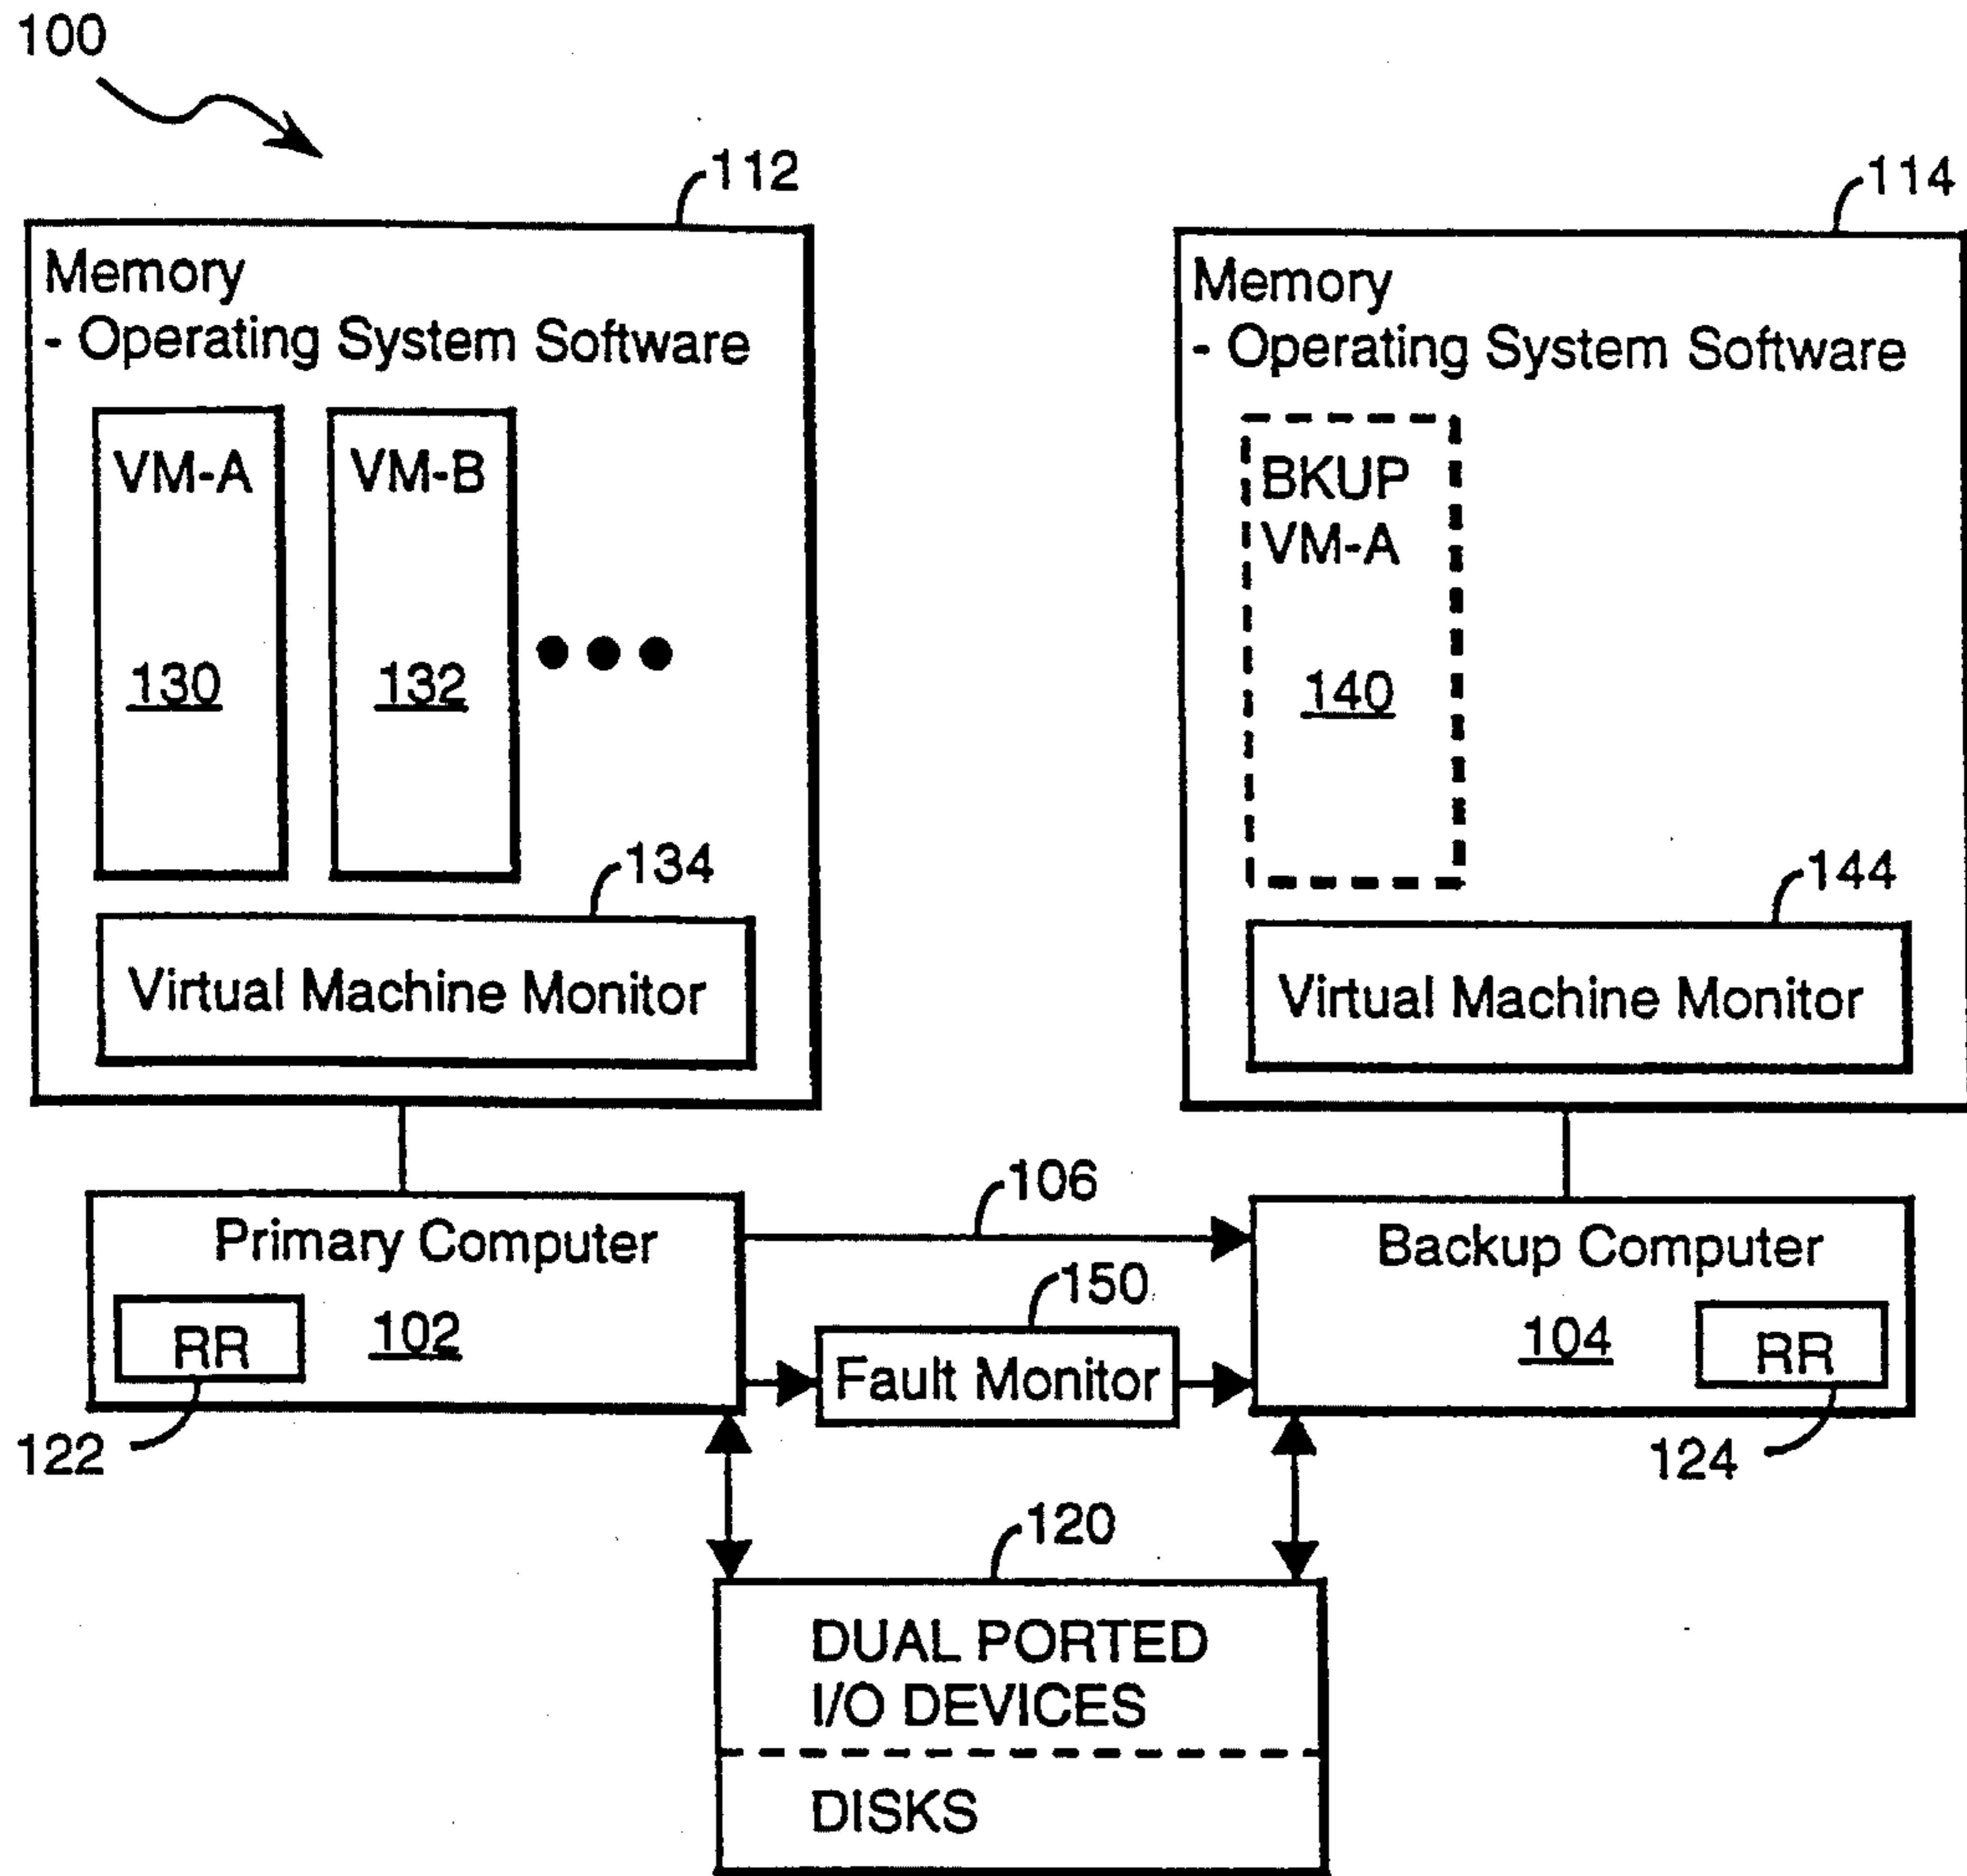 100
112
114
Memory
- Operating System Software
VM-A
VM-B
130
132
134
Virtual Machine Monitor
Memory
- Operating System Software
BKUP
VM-A
140
144
Virtual Machine Monitor
106
Primary Computer
RR
102
122
150
Fault Monitor
Backup Computer
104
RR
124
120
DUAL PORTED
I/O DEVICES
DISKS